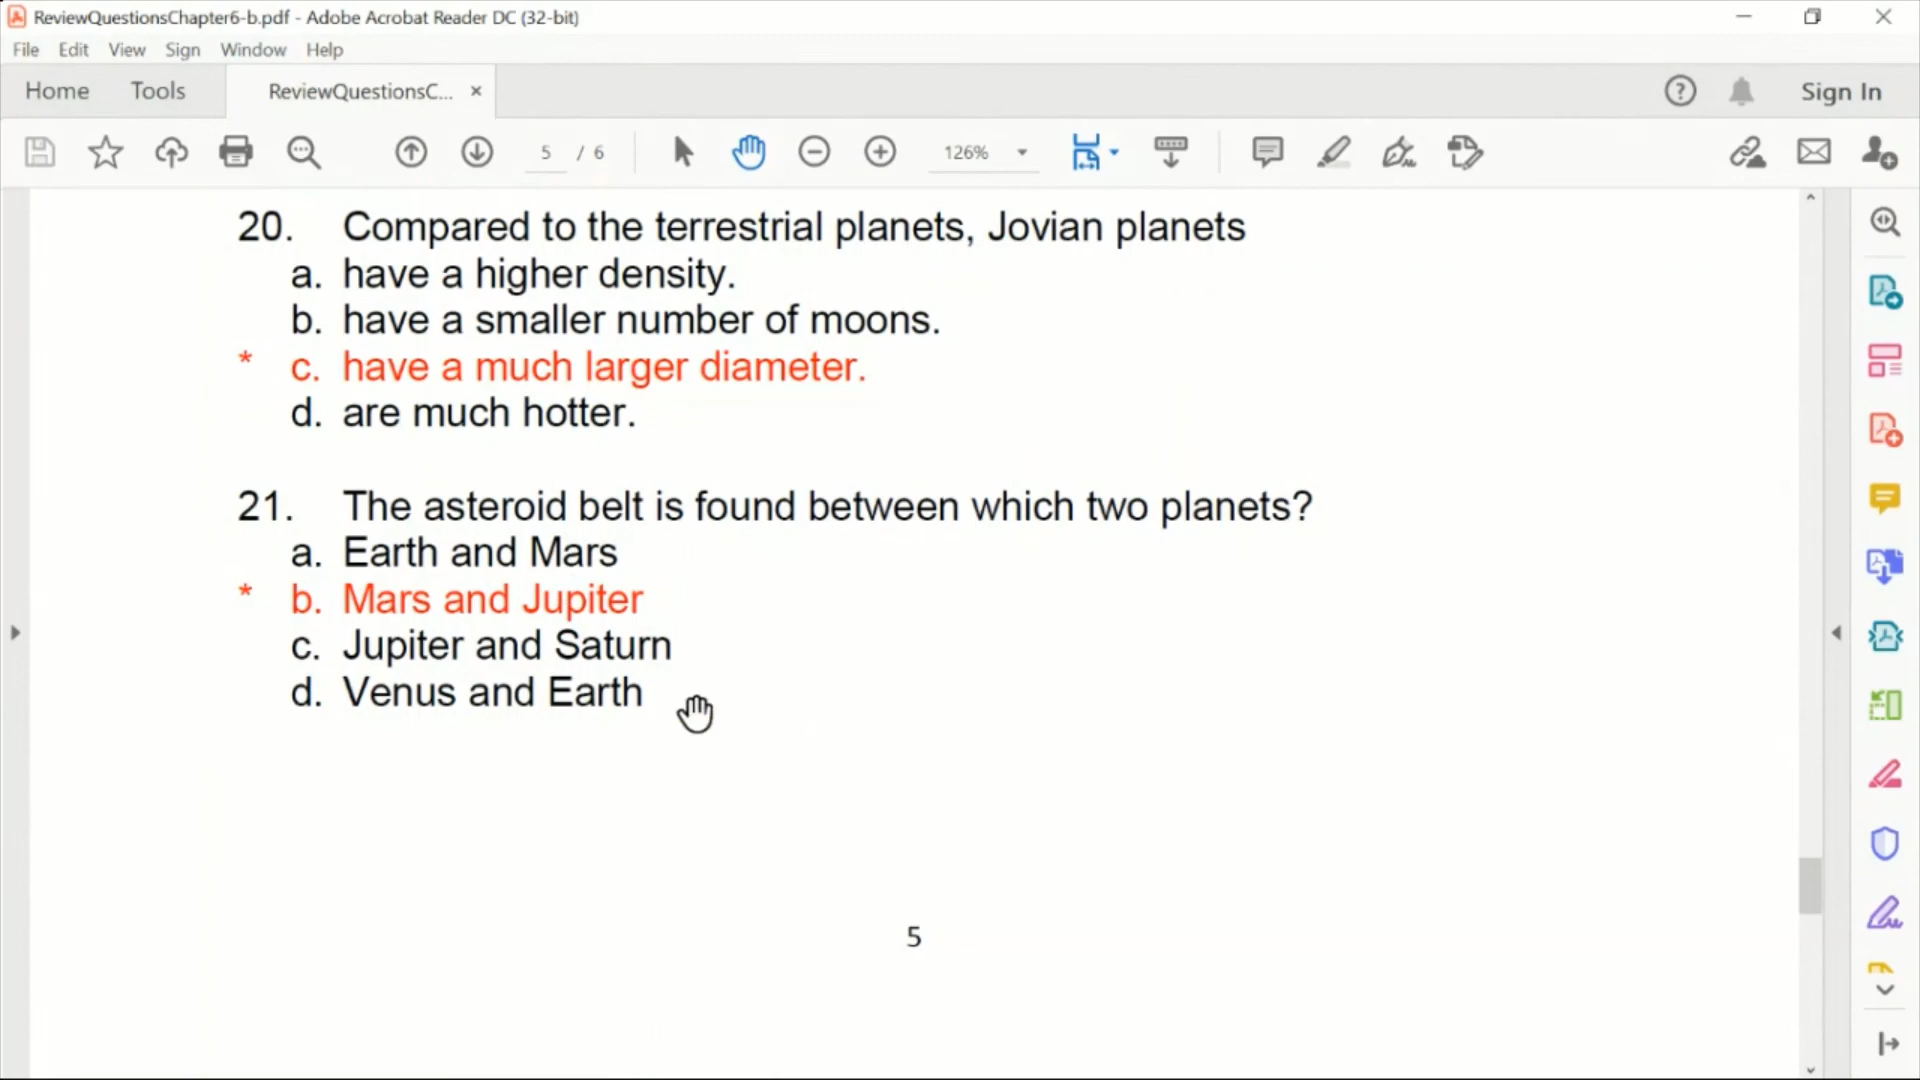 ReviewQuestionsChapter6-b.pdf - Adobe Acrobat Reader DC (32-bit)
File Edit View Sign Window Help
Home Tools ReviewQuestionsC... × Sign In
5 / 6 126%
20. Compared to the terrestrial planets, Jovian planets
a. have a higher density.
b. have a smaller number of moons.
* c. have a much larger diameter.
d. are much hotter.
21. The asteroid belt is found between which two planets?
a. Earth and Mars
* b. Mars and Jupiter
c. Jupiter and Saturn
d. Venus and Earth
5